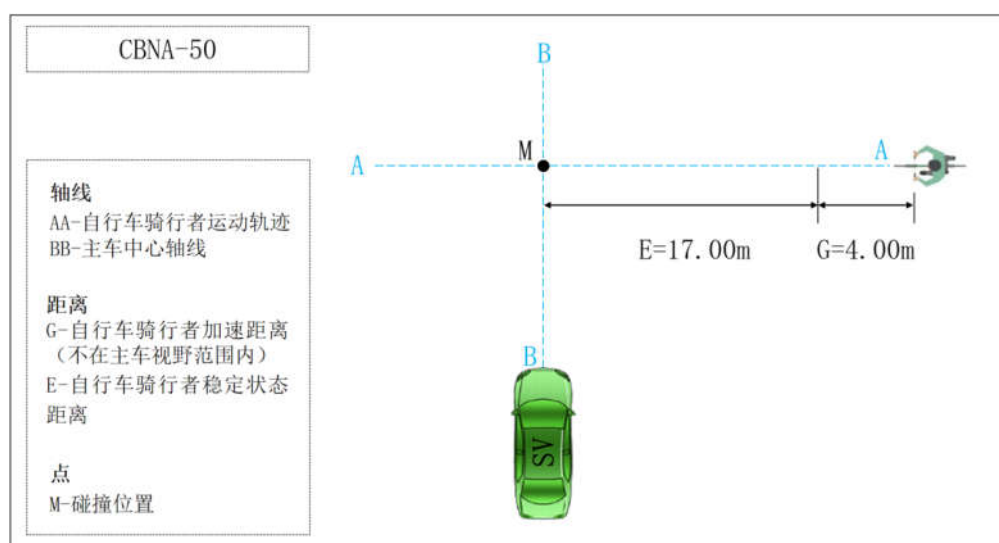 CBNA-50
轴线
AA-自行车骑行者运动轨迹
BB-主车中心轴线
距离
G-自行车骑行者加速距离
（不在主车视野范围内）
E-自行车骑行者稳定状态
距离
点
M-碰撞位置
B
M
A
A
E=17.00m
G=4.00m
B
SV